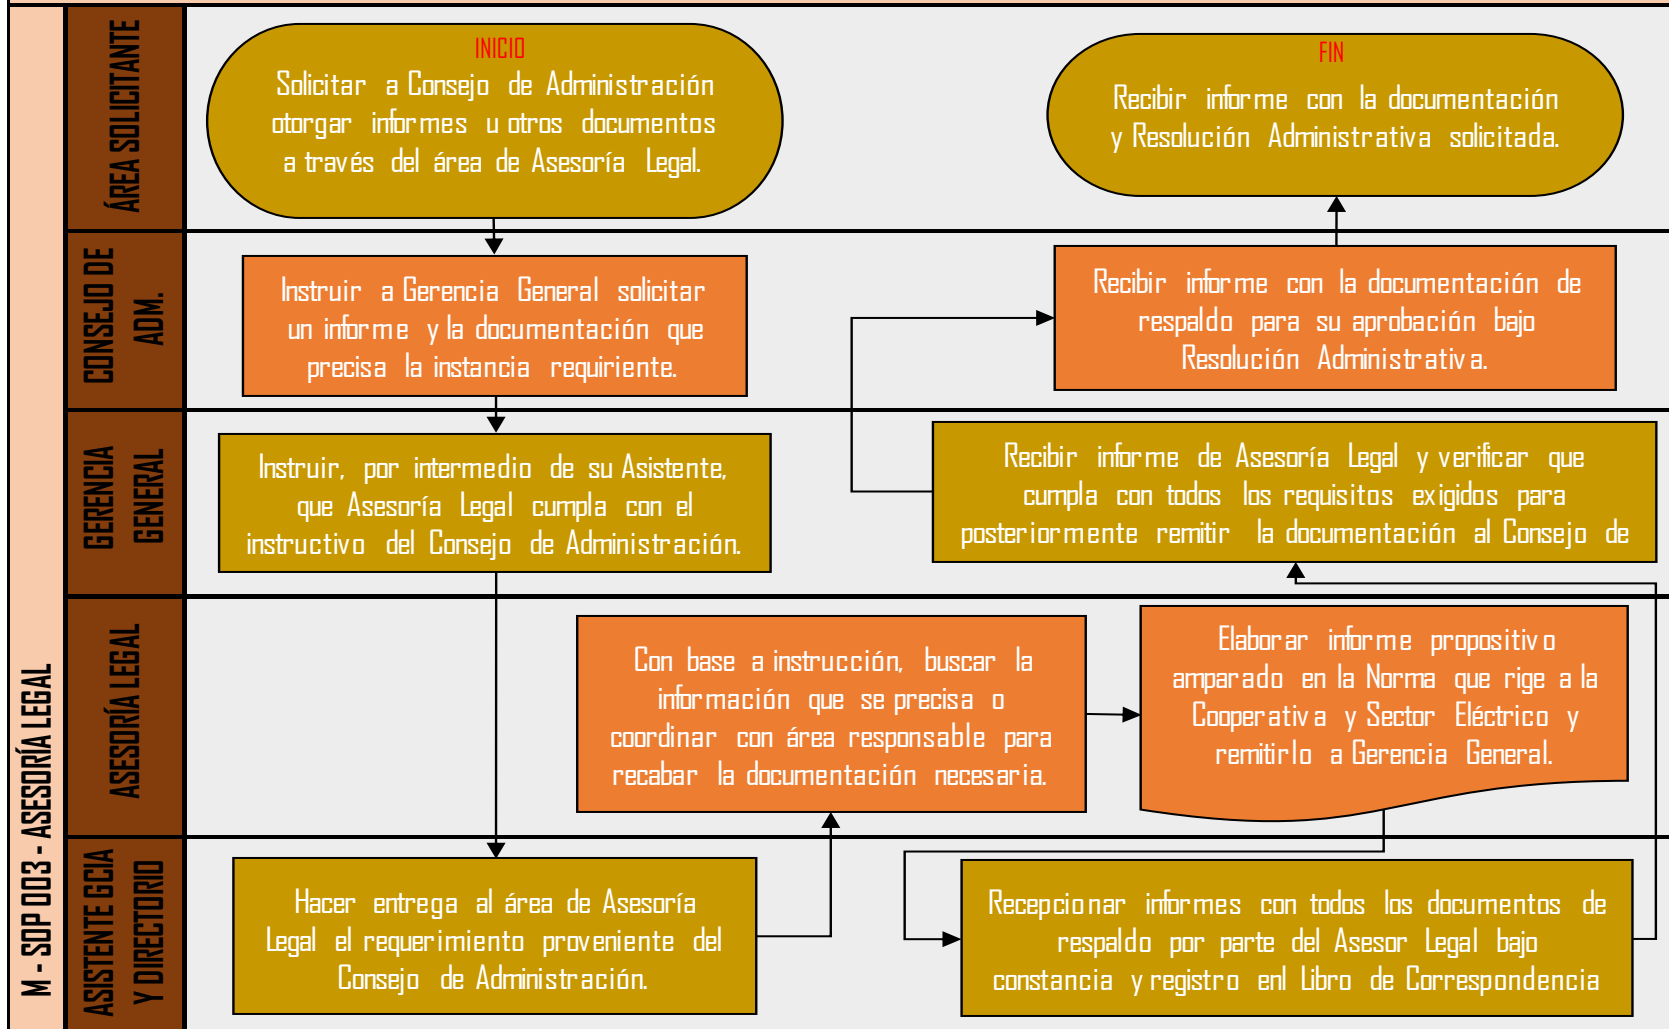 M - SDP 003 - ASESORÍA LEGAL
ÁREA SOLICITANTE
INICIO
Solicitar a Consejo de Administración
otorgar informes u otros documentos
a través del área de Asesoría Legal.
FIN
Recibir informe con la documentación
y Resolución Administrativa solicitada.
CONSEJO DE
ADM.
Instruir a Gerencia General solicitar
un informe y la documentación que
precisa la instancia requiriente.
Recibir informe con la documentación de
respaldo para su aprobación bajo
Resolución Administrativa.
GERENCIA
GENERAL
Instruir, por intermedio de su Asistente,
que Asesoría Legal cumpla con el
instructivo del Consejo de Administración.
Recibir informe de Asesoría Legal y verificar que
cumpla con todos los requisitos exigidos para
posteriormente remitir la documentación al Consejo de
ASESORÍA LEGAL
Con base a instrucción, buscar la
información que se precisa o
coordinar con área responsable para
recabar la documentación necesaria.
Elaborar informe propositivo
amparado en la Norma que rige a la
Cooperativa y Sector Eléctrico y
remitirlo a Gerencia General.
ASISTENTE GCIA
Y DIRECTORIO
Hacer entrega al área de Asesoría
Legal el requerimiento proveniente del
Consejo de Administración.
Recepcionar informes con todos los documentos de
respaldo por parte del Asesor Legal bajo
constancia y registro enl Libro de Correspondencia